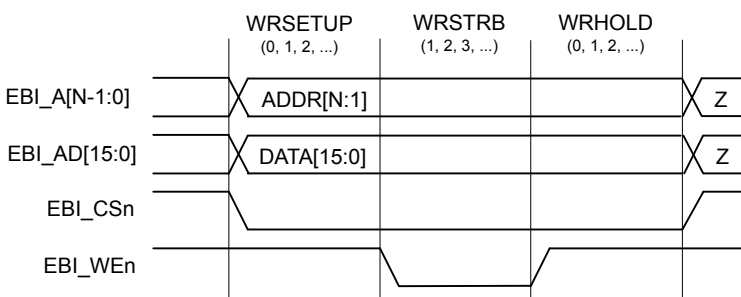 WRSETUP WRSTRB WRHOLD
(0, 1, 2, ...) (1, 2, 3, ...) (0, 1, 2, ...)
EBI_A[N-1:0] ADDR[N:1] Z
EBI_AD[15:0] DATA[15:0] Z
EBI_CSn
EBI_WEn